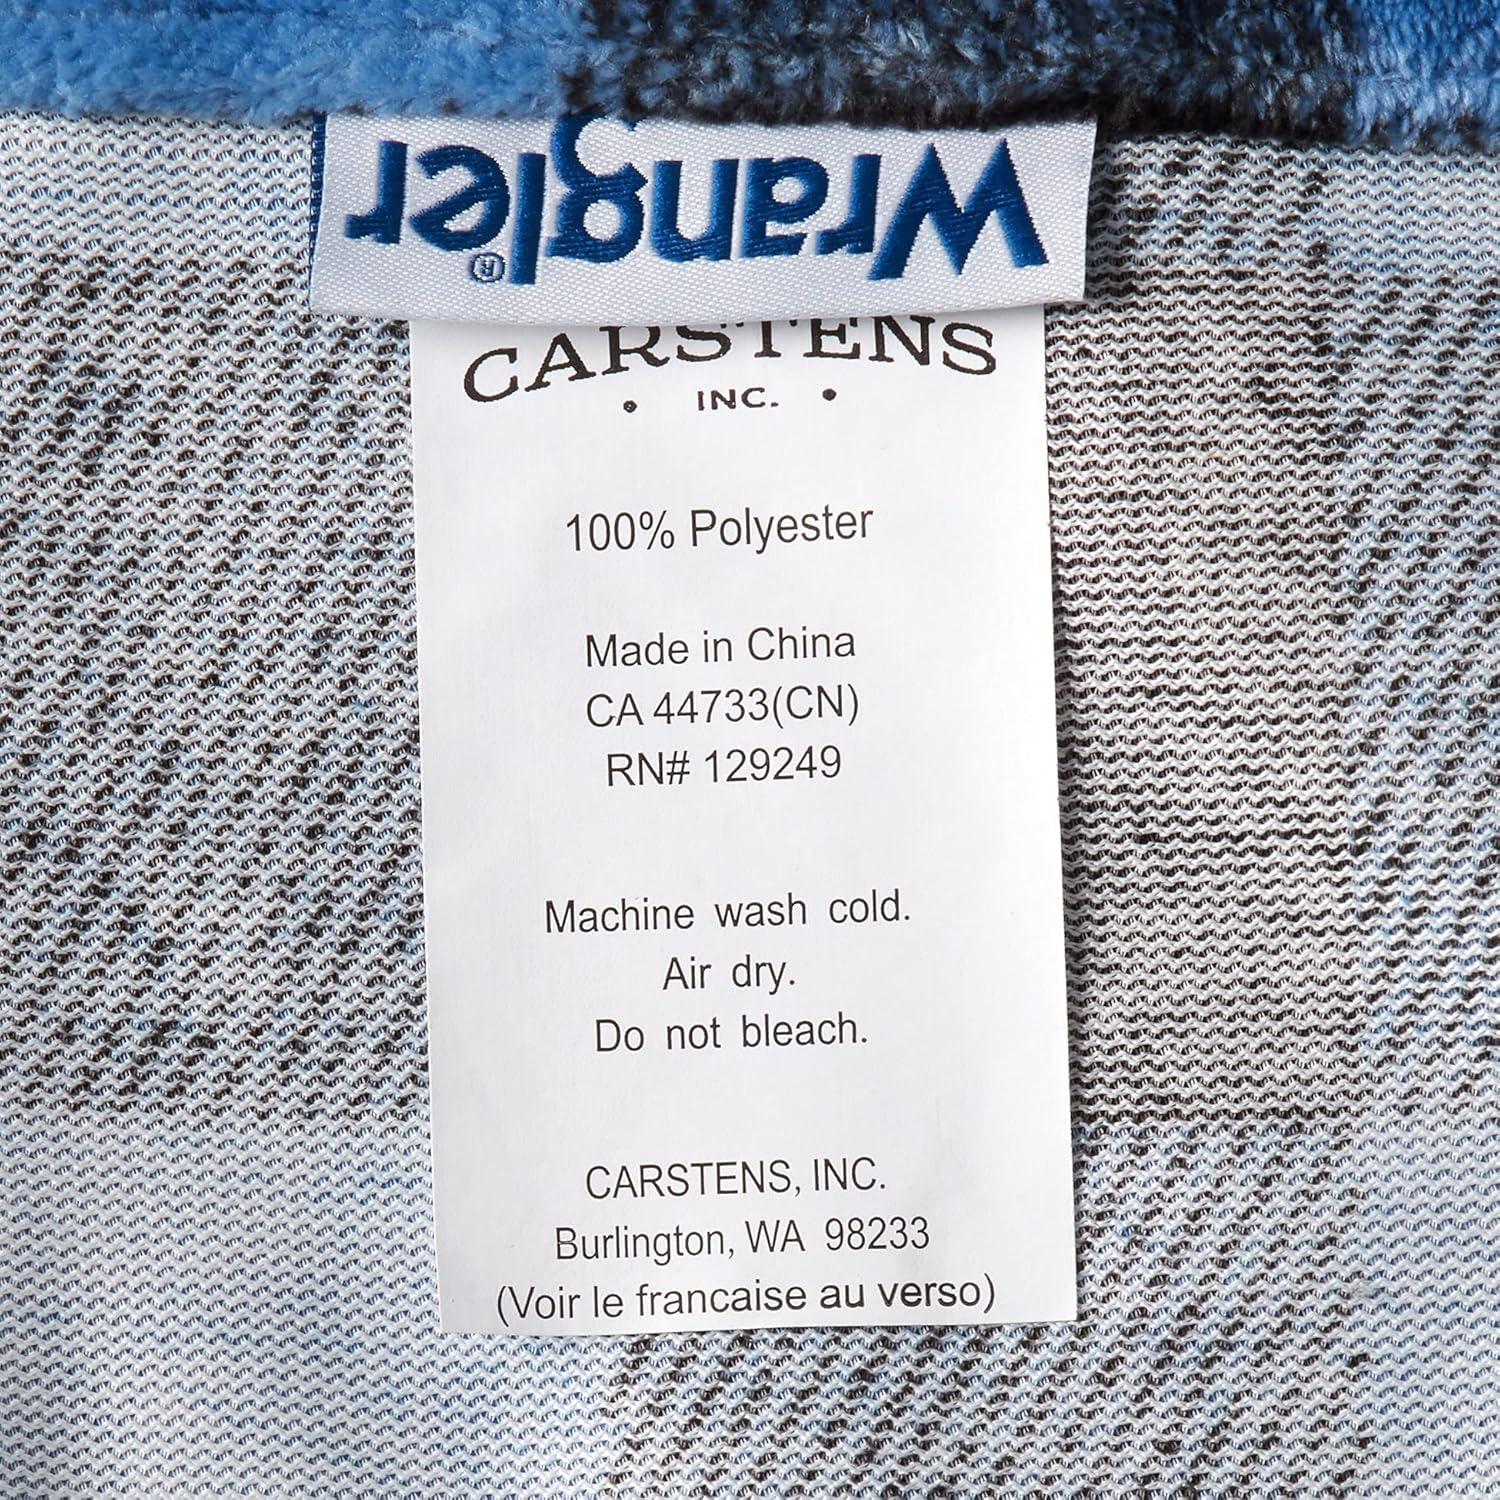 Wrangler®
CARSTENS
• INC. •
100% Polyester
Made in China
CA 44733(CN)
RN# 129249
Machine wash cold.
Air dry.
Do not bleach.
CARSTENS, INC.
Burlington, WA 98233
(Voir le francaise au verso)